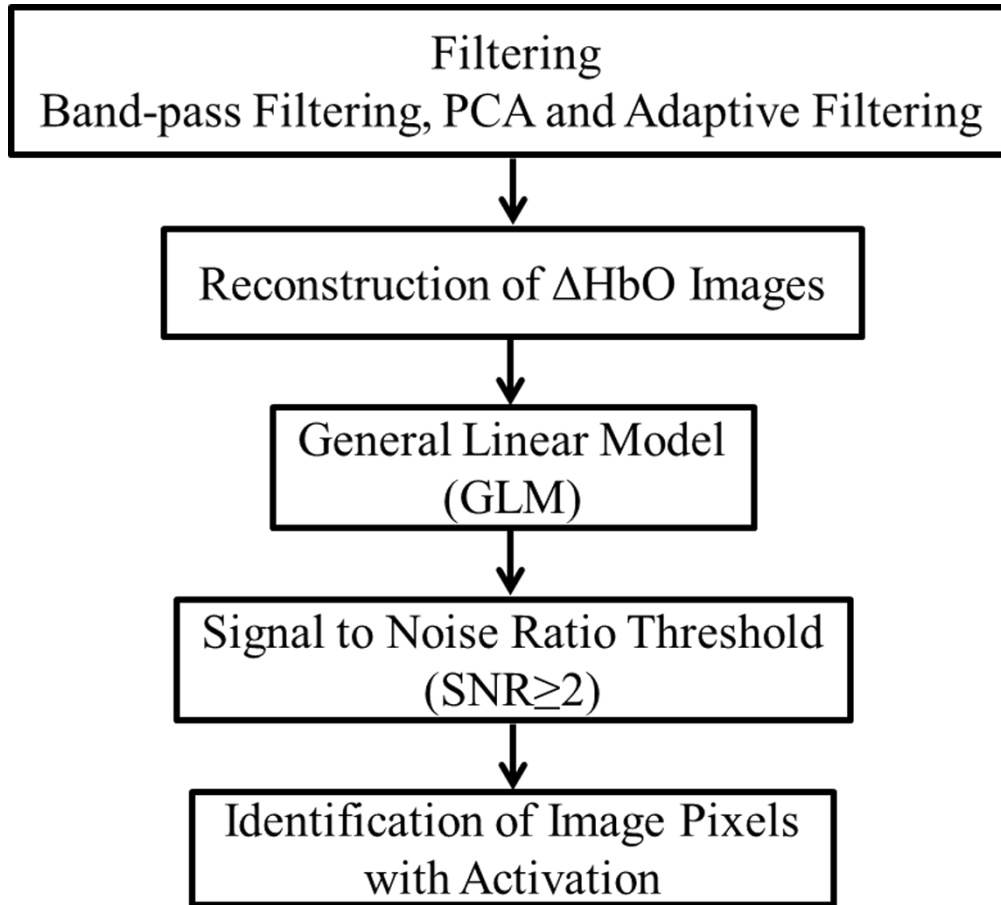 Filtering
Band-pass Filtering, PCA and Adaptive Filtering
Reconstruction of ΔHbO Images
General Linear Model
(GLM)
Signal to Noise Ratio Threshold
(SNR≥2)
Identification of Image Pixels
with Activation